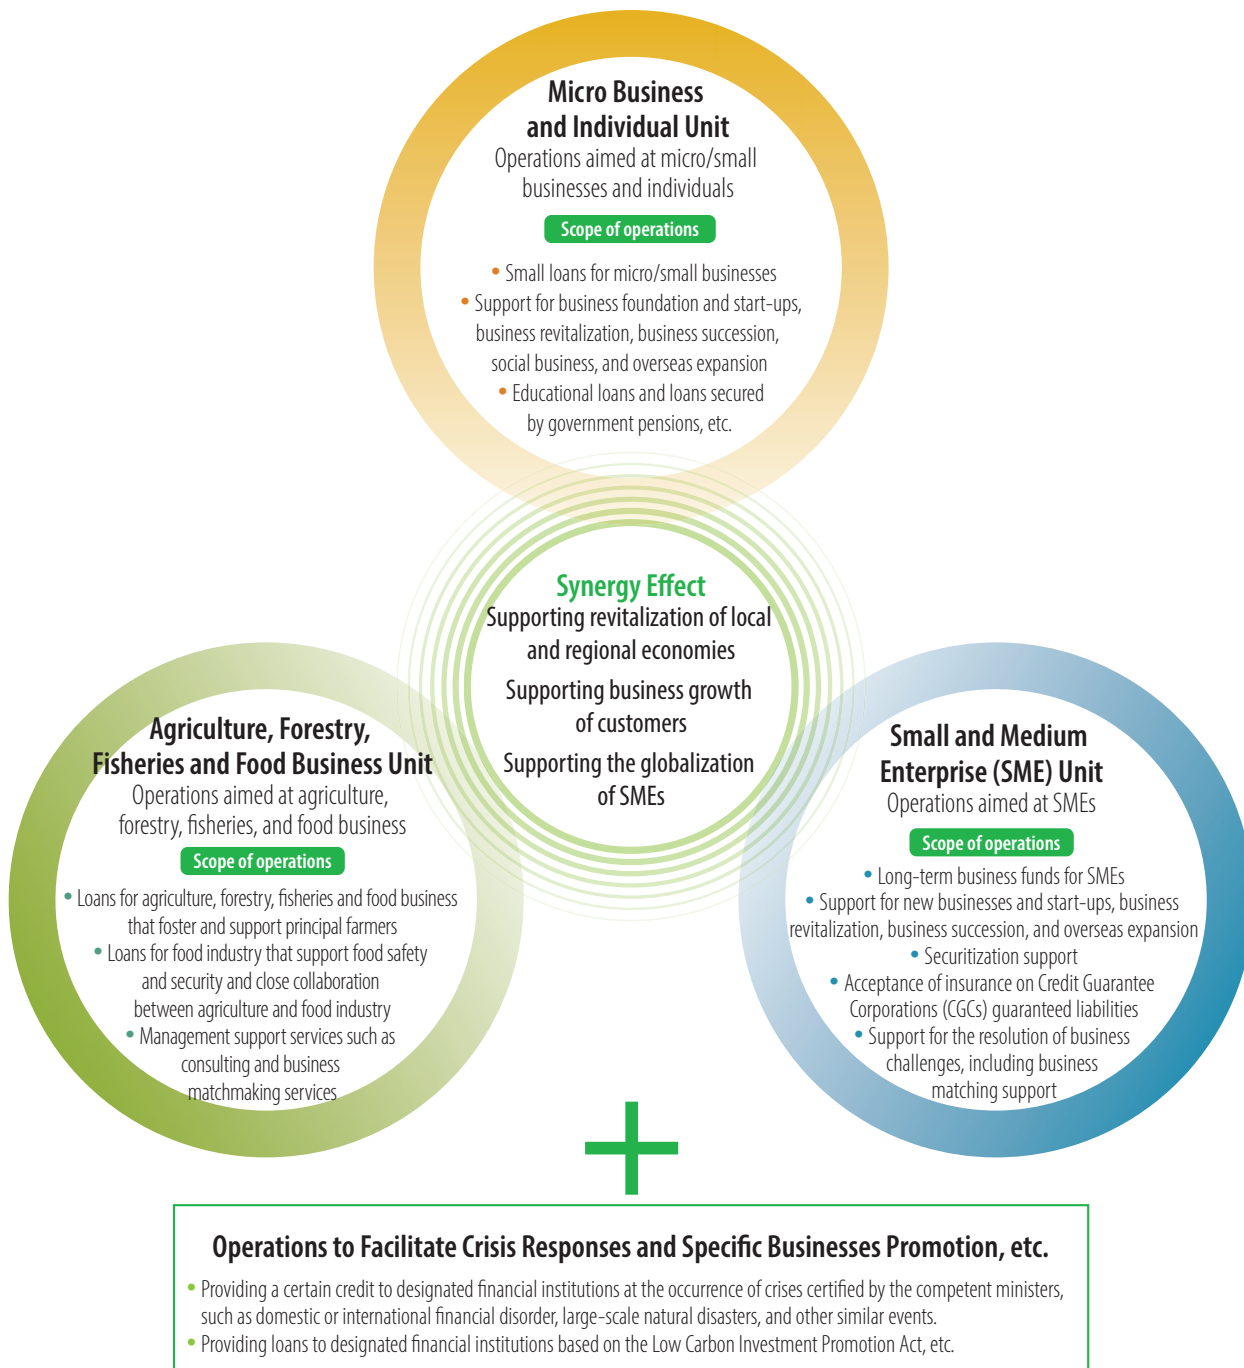 Micro Business
and Individual Unit
Operations aimed at micro/small
businesses and individuals
Scope of operations
• Small loans for micro/small businesses
• Support for business foundation and start-ups,
business revitalization, business succession,
social business, and overseas expansion
• Educational loans and loans secured
by government pensions, etc.
Synergy Effect
Supporting revitalization of local
and regional economies
Supporting business growth
of customers
Supporting the globalization
of SMEs
Agriculture, Forestry,
Fisheries and Food Business Unit
Operations aimed at agriculture,
forestry, fisheries, and food business
Scope of operations
• Loans for agriculture, forestry, fisheries and food business
that foster and support principal farmers
• Loans for food industry that support food safety
and security and close collaboration
between agriculture and food industry
• Management support services such as
consulting and business
matchmaking services
Small and Medium
Enterprise (SME) Unit
Operations aimed at SMEs
Scope of operations
• Long-term business funds for SMEs
• Support for new businesses and start-ups, business
revitalization, business succession, and overseas expansion
• Securitization support
• Acceptance of insurance on Credit Guarantee
Corporations (CGCs) guaranteed liabilities
• Support for the resolution of business
challenges, including business
matching support
+
Operations to Facilitate Crisis Responses and Specific Businesses Promotion, etc.
• Providing a certain credit to designated financial institutions at the occurrence of crises certified by the competent ministers,
such as domestic or international financial disorder, large-scale natural disasters, and other similar events.
• Providing loans to designated financial institutions based on the Low Carbon Investment Promotion Act, etc.